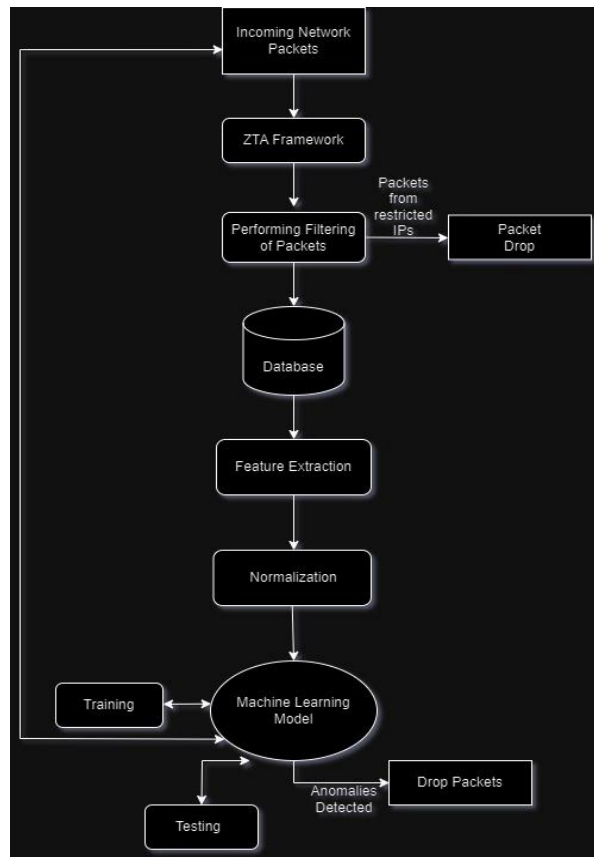 Incoming Network
Packets
ZTA Framework
Packets
from
restricted
IPs
Performing Filtering
of Packets
Packet
Drop
Database
Feature Extraction
Normalization
Training
Machine Learning
Model
Anomalies
Detected
Drop Packets
Testing